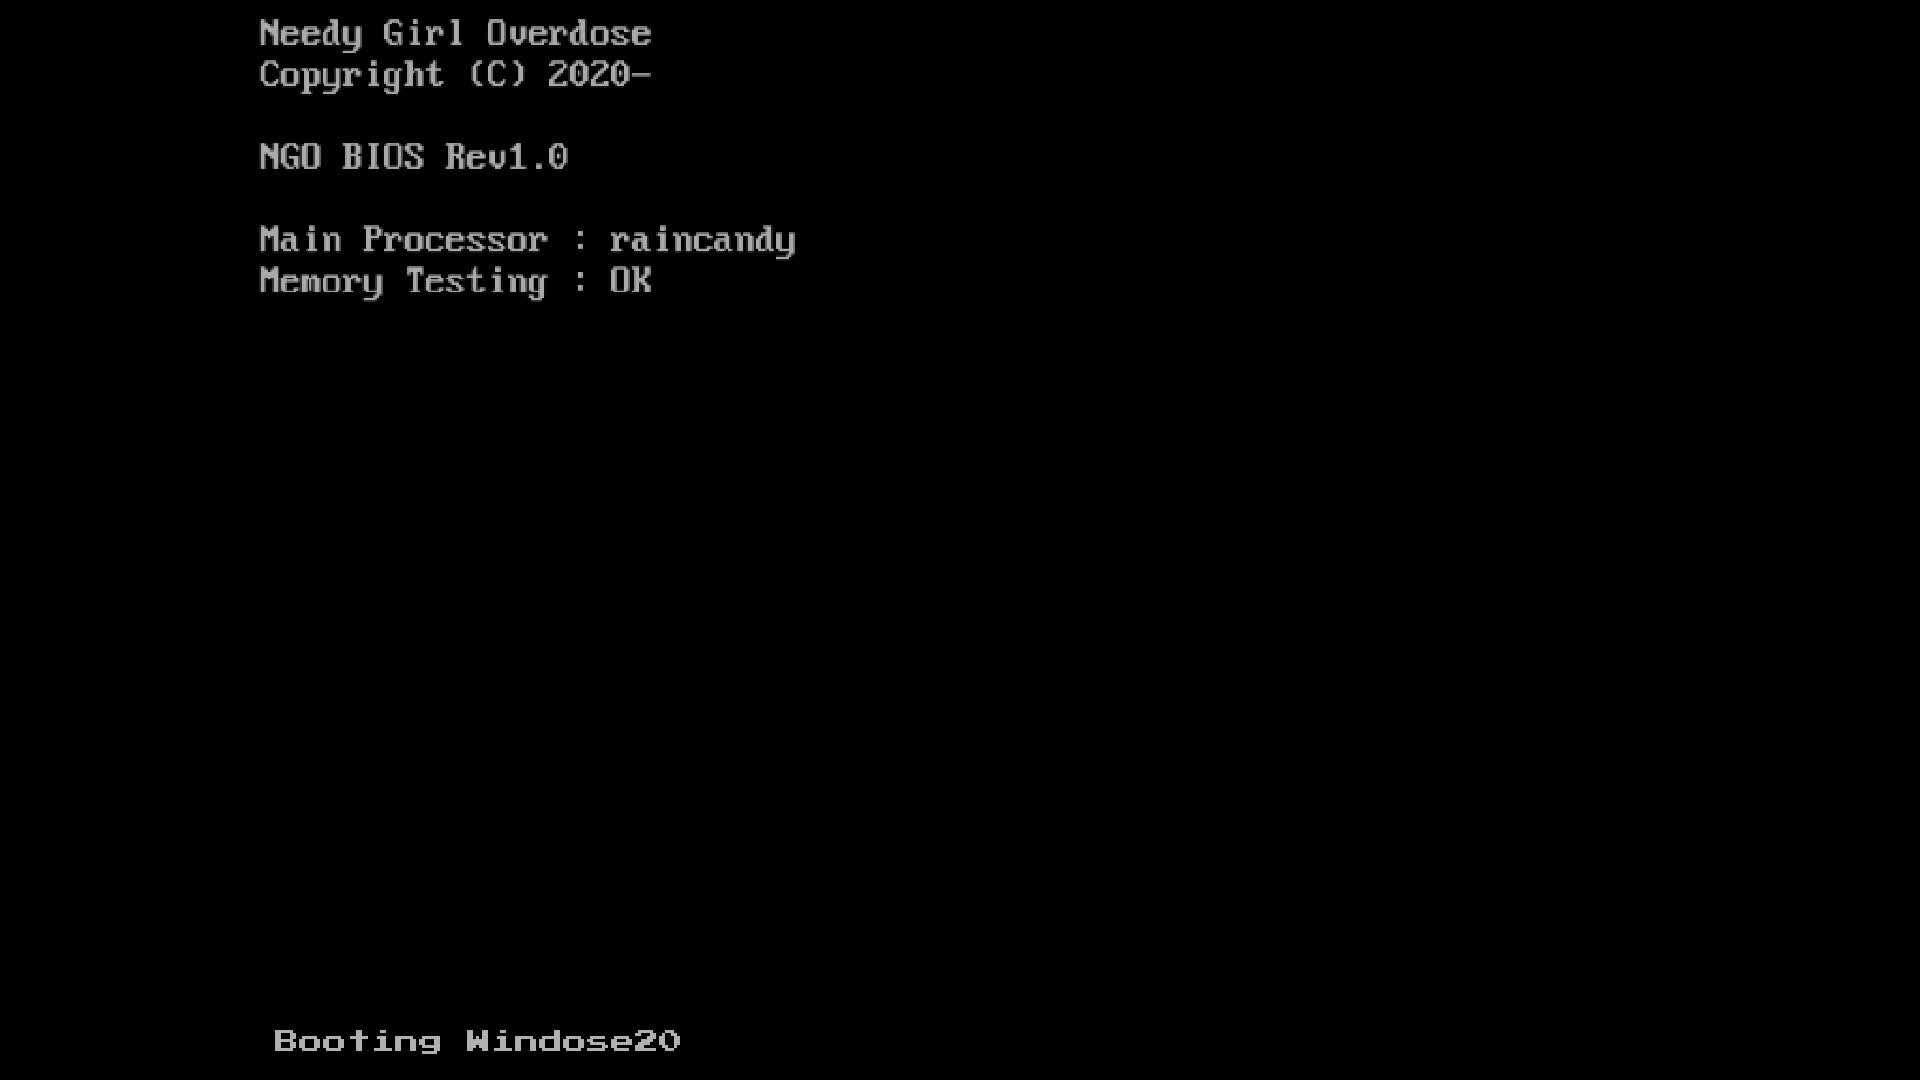 Needy Girl Overdose
Copyright (C) 2020-
NGO BIOS Rev1.0
Main Processor : raincandy
Memory Testing : OK
Booting Windose20